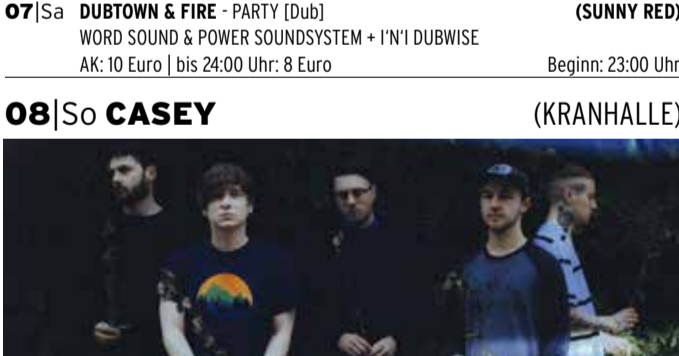 07|Sa DUBTOWN & FIRE - PARTY [Dub] (SUNNY RED)
WORD SOUND & POWER SOUNDSYSTEM + I'N'I DUBWISE
AK: 10 Euro | bis 24:00 Uhr: 8 Euro Beginn: 23:00 Uhr
08|So CASEY (KRANHALLE)